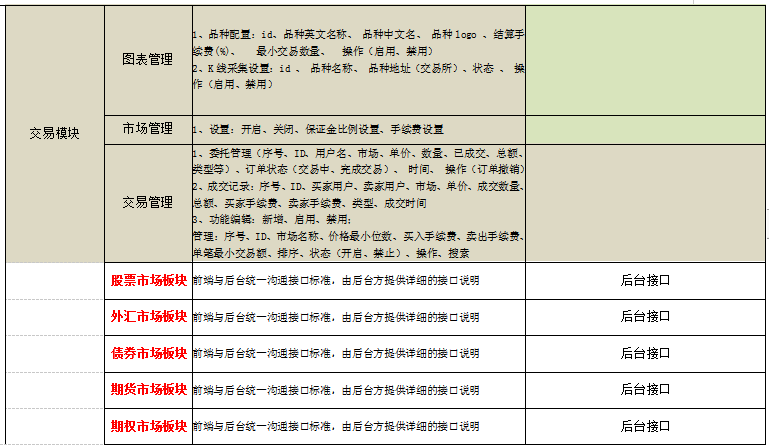 交易模块
图表管理
1、品种配置：id、品种英文名称、 品种中文名、 品种logo 、结算手
续费(%)、 最小交易数量、 操作（启用、禁用）
2、K线采集设置：id 、 品种名称、 品种地址（交易所）、状态 、 操
作（启用、禁用）
市场管理
1、设置：开启、关闭、保证金比例设置、手续费设置
交易管理
1、委托管理（序号、ID、用户名、市场、单价、数量、已成交、总额、
类型等）、订单状态（交易中、完成交易）、 时间、 操作（订单撤销）
2、成交记录：序号、ID、买家用户、卖家用户、市场、单价、成交数量、
总额、买家手续费、卖家手续费、类型、成交时间
3、功能编辑：新增、启用、禁用；
管理：序号、ID、市场名称、价格最小位数、买入手续费、卖出手续费、
单笔最小交易额、排序、状态（开启、禁止）、操作、搜素
股票市场板块
前端与后台统一沟通接口标准，由后台方提供详细的接口说明
后台接口
外汇市场板块
前端与后台统一沟通接口标准，由后台方提供详细的接口说明
后台接口
债券市场板块
前端与后台统一沟通接口标准，由后台方提供详细的接口说明
后台接口
期货市场板块
前端与后台统一沟通接口标准，由后台方提供详细的接口说明
后台接口
期权市场板块
前端与后台统一沟通接口标准，由后台方提供详细的接口说明
后台接口